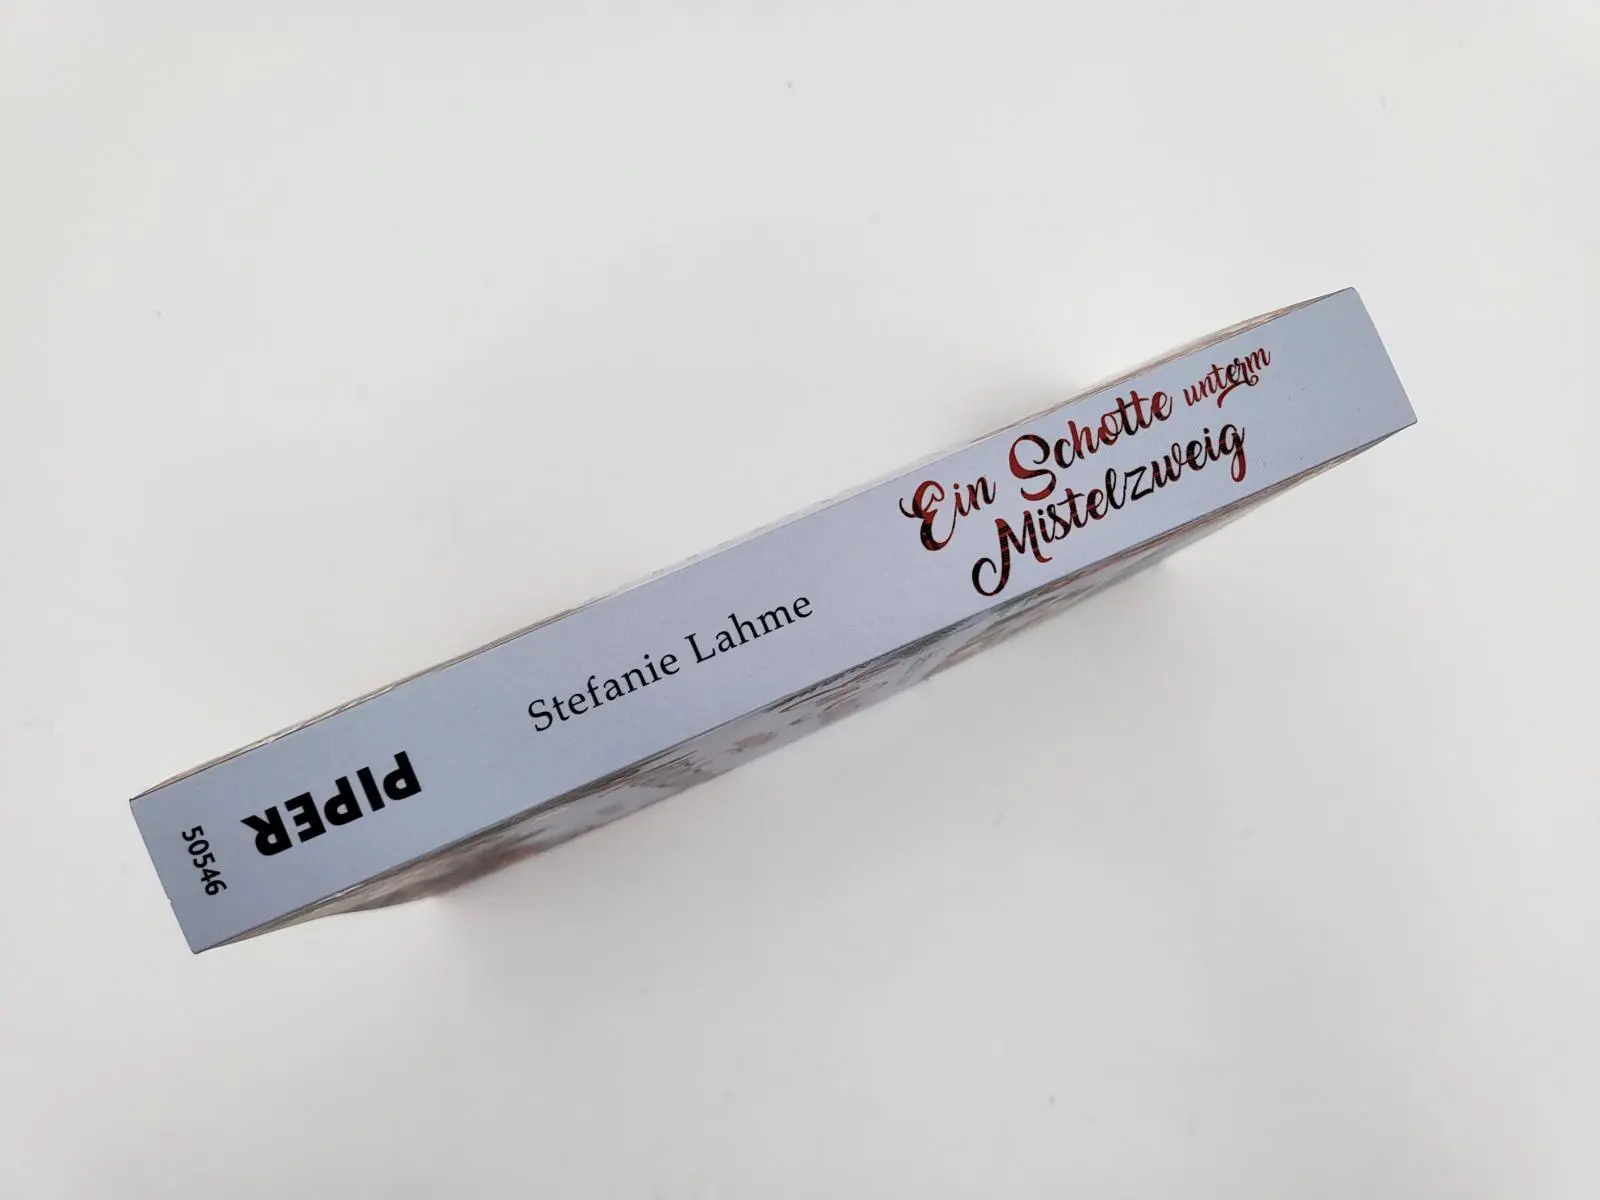 Ein Schotte unterm
Mistelzweig
Stefanie Lahme
PIPER
50546